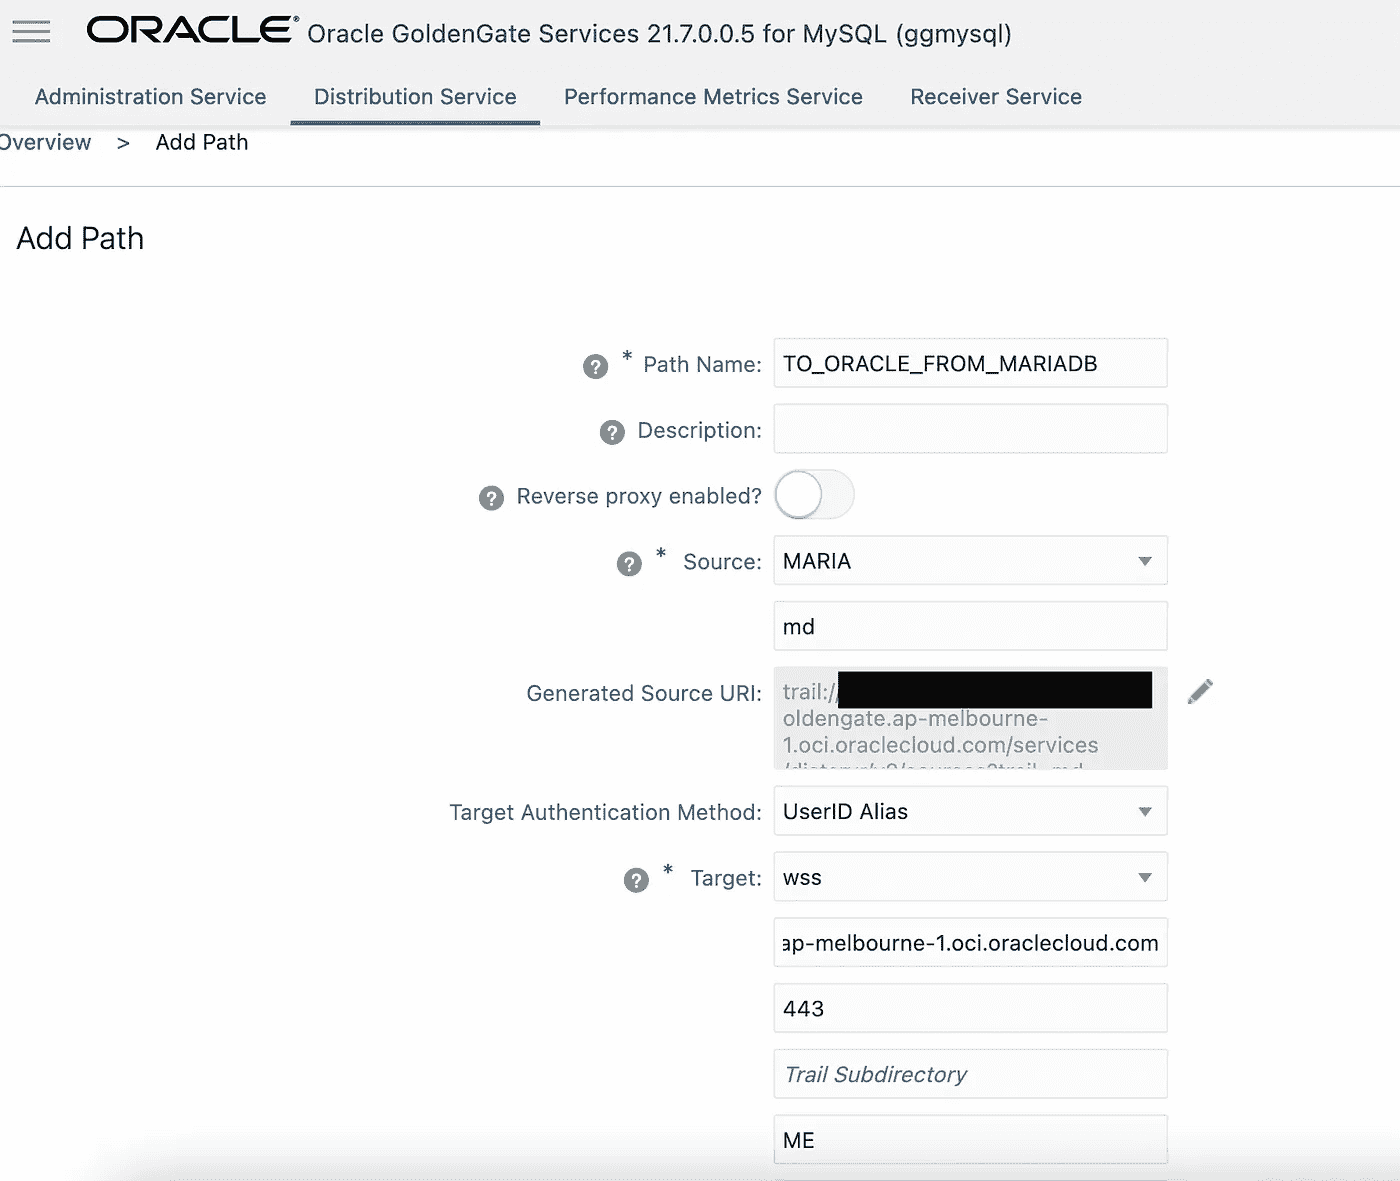 ORACLE® Oracle GoldenGate Services 21.7.0.0.5 for MySQL (ggmysql)
Administration Service Distribution Service Performance Metrics Service Receiver Service
Overview > Add Path
Add Path
? * Path Name: TO_ORACLE_FROM_MARIADB
? Description:
? Reverse proxy enabled?
? * Source: MARIA
md
Generated Source URI: trail://
oldengate.ap-melbourne-
1.oci.oraclecloud.com/services
Target Authentication Method: UserID Alias
? * Target: wss
ap-melbourne-1.oci.oraclecloud.com
443
Trail Subdirectory
ME